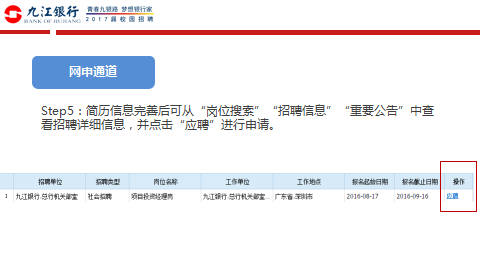 九江银行
BANK OF JIUJIANG
青春九银路 梦想银行家
2017届校园招聘
网申通道
Step5：简历信息完善后可从“岗位搜索”“招聘信息”“重要公告”中查
看招聘详细信息，并点击“应聘”进行申请。
招聘单位 招聘类型 岗位名称 工作单位 工作地点 报名起始日期 报名截止日期 操作
1 九江银行·总行机关部室 社会招聘 项目投资经理岗 九江银行·总行机关部室... 广东省·深圳市 2016-08-17 2016-09-16 应聘